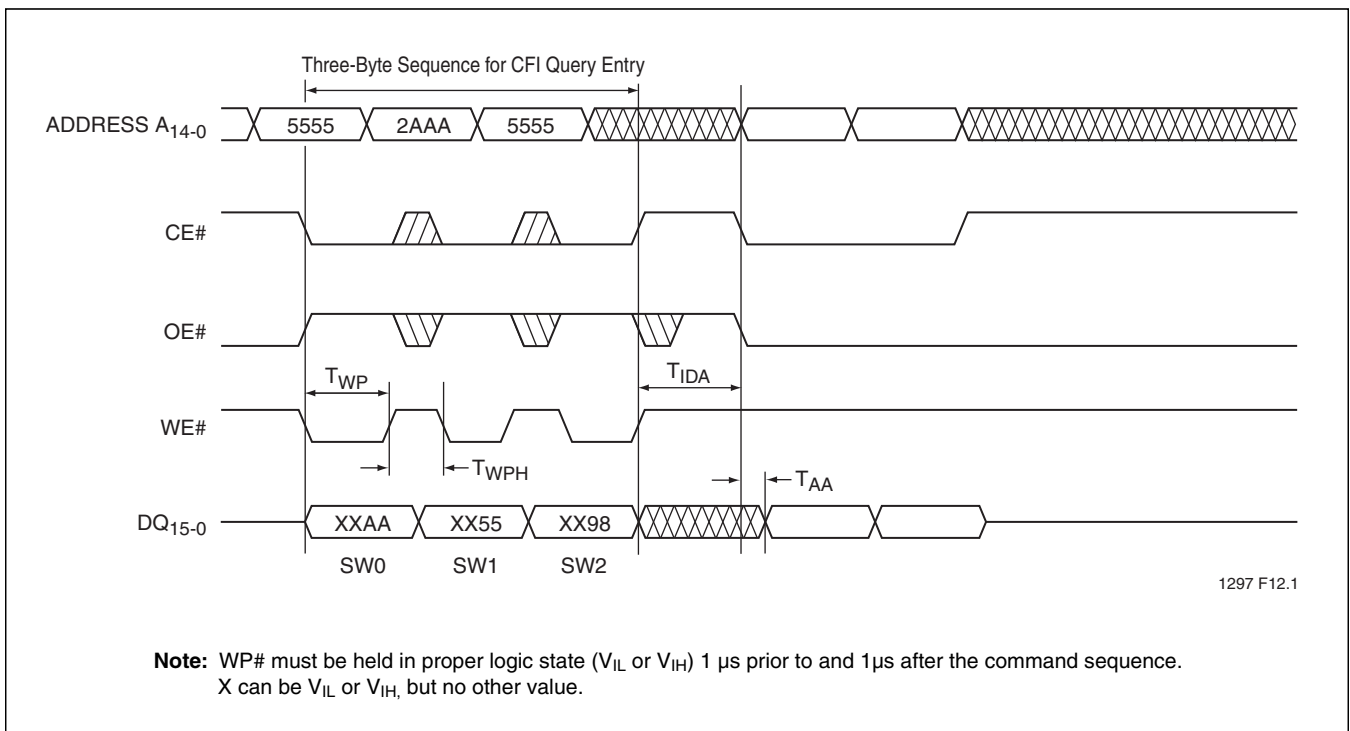 Three-Byte Sequence for CFI Query Entry
ADDRESS A14-0
5555 2AAA 5555
CE#
OE#
TWP
TIDA
WE#
TWPH
TAA
DQ15-0
XXAA XX55 XX98
SW0 SW1 SW2
1297 F12.1
Note: WP# must be held in proper logic state (VIL or VIH) 1 µs prior to and 1µs after the command sequence.
X can be VIL or VIH, but no other value.